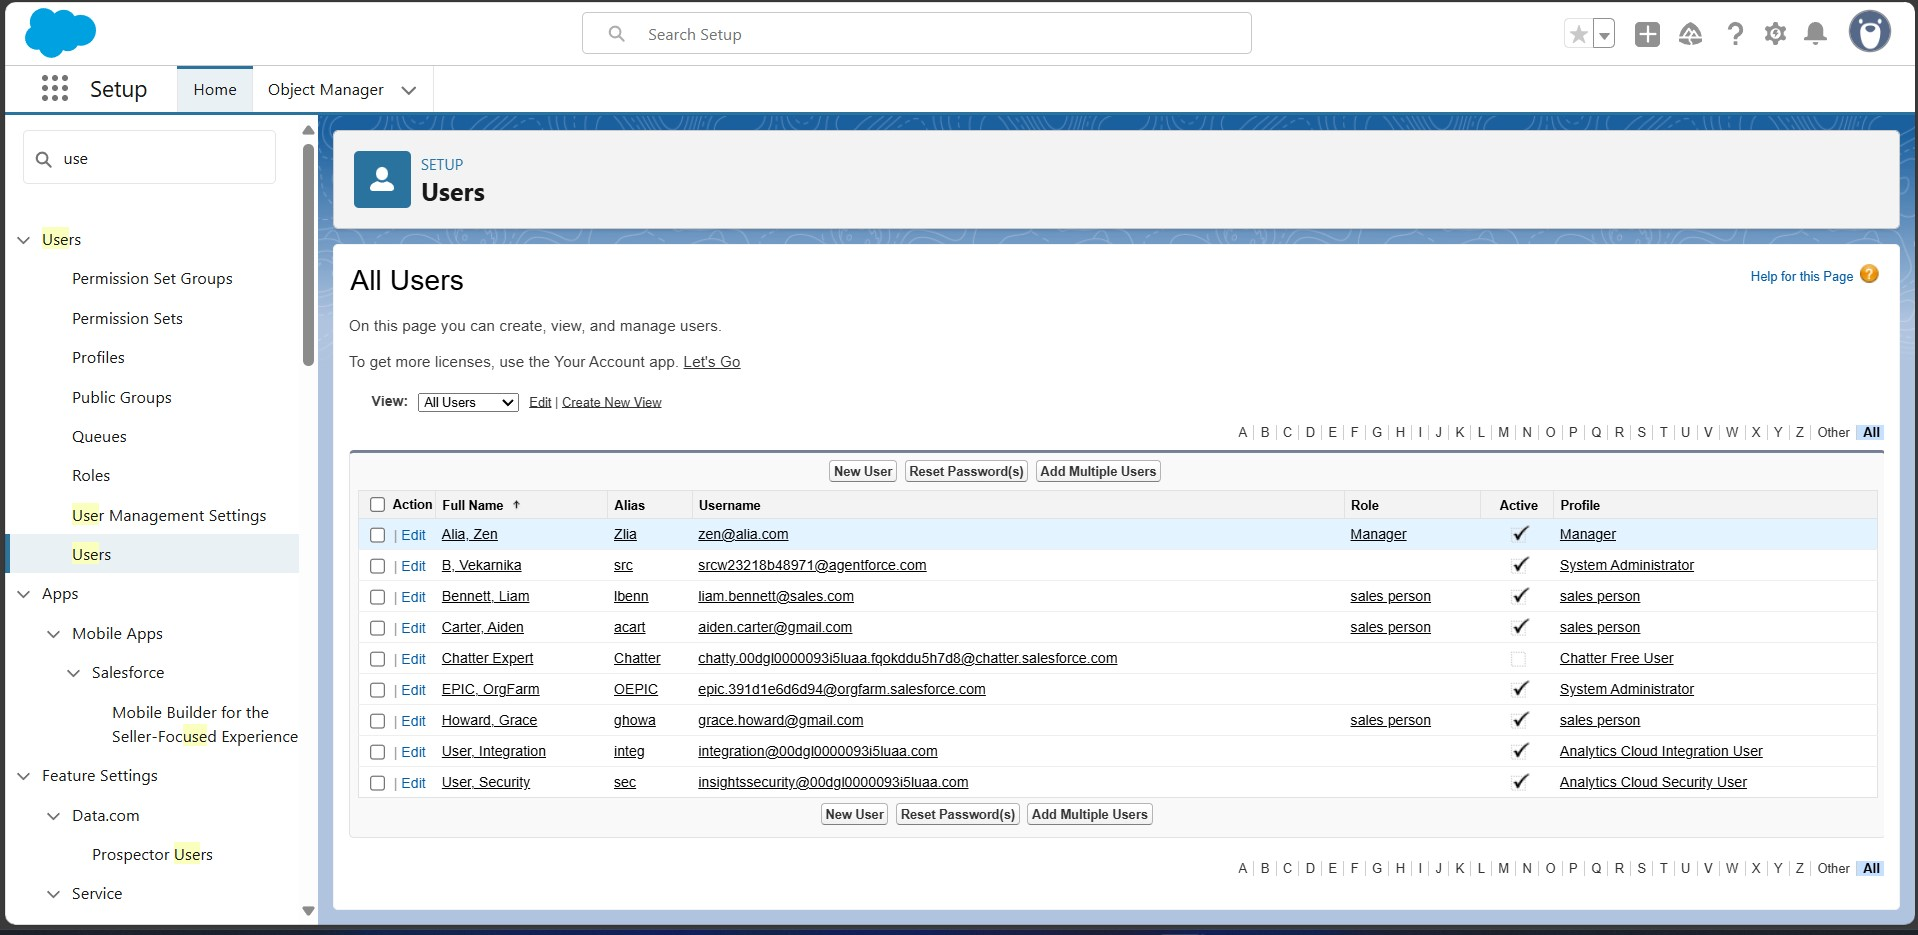 Search Setup
Setup
Home
Object Manager
use
Users
Permission Set Groups
Permission Sets
Profiles
Public Groups
Queues
Roles
User Management Settings
Users
Apps
Mobile Apps
Salesforce
Mobile Builder for the
Seller-Focused Experience
Feature Settings
Data.com
Prospector Users
Service
SETUP
Users
All Users
Help for this Page ?
On this page you can create, view, and manage users.
To get more licenses, use the Your Account app. Let's Go
View: All Users Edit | Create New View
A | B | C | D | E | F | G | H | I | J | K | L | M | N | O | P | Q | R | S | T | U | V | W | X | Y | Z | Other | All
New User Reset Password(s) Add Multiple Users
Action Full Name ↑ Alias Username Role Active Profile
| Edit Alia, Zen Zlia zen@alia.com Manager Manager
| Edit B, Vekarnika src srcw23218b48971@agentforce.com System Administrator
| Edit Bennett, Liam lbenn liam.bennett@sales.com sales person sales person
| Edit Carter, Aiden acart aiden.carter@gmail.com sales person sales person
| Edit Chatter Expert Chatter chatty.00dgl0000093i5luaa.fqokddu5h7d8@chatter.salesforce.com Chatter Free User
| Edit EPIC, OrgFarm OEPIC epic.391d1e6d6d94@orgfarm.salesforce.com System Administrator
| Edit Howard, Grace ghowa grace.howard@gmail.com sales person sales person
| Edit User, Integration integ integration@00dgl0000093i5luaa.com Analytics Cloud Integration User
| Edit User, Security sec insightssecurity@00dgl0000093i5luaa.com Analytics Cloud Security User
New User Reset Password(s) Add Multiple Users
A | B | C | D | E | F | G | H | I | J | K | L | M | N | O | P | Q | R | S | T | U | V | W | X | Y | Z | Other | All